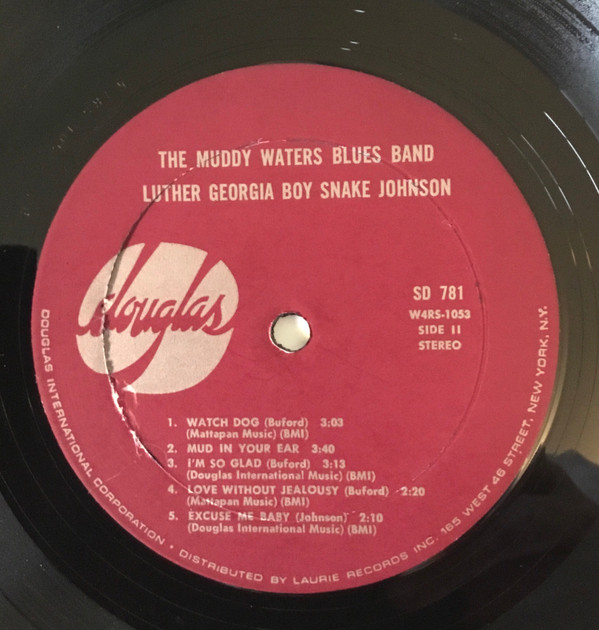 THE MUDDY WATERS BLUES BAND
LUTHER GEORGIA BOY SNAKE JOHNSON
douglas
SD 781
W4RS-1053
SIDE II
STEREO
1. WATCH DOG (Buford) 3:03
(Mattapan Music) (BMI)
2. MUD IN YOUR EAR 3:40
3. I'M SO GLAD (Buford) 3:13
(Douglas International Music) (BMI)
4. LOVE WITHOUT JEALOUSY (Buford) 2:20
(Mattapan Music) (BMI)
5. EXCUSE ME BABY (Johnson) 2:10
(Douglas International Music) (BMI)
DOUGLAS INTERNATIONAL CORPORATION • DISTRIBUTED BY LAURIE RECORDS INC. 165 WEST 46 STREET, NEW YORK, N.Y.